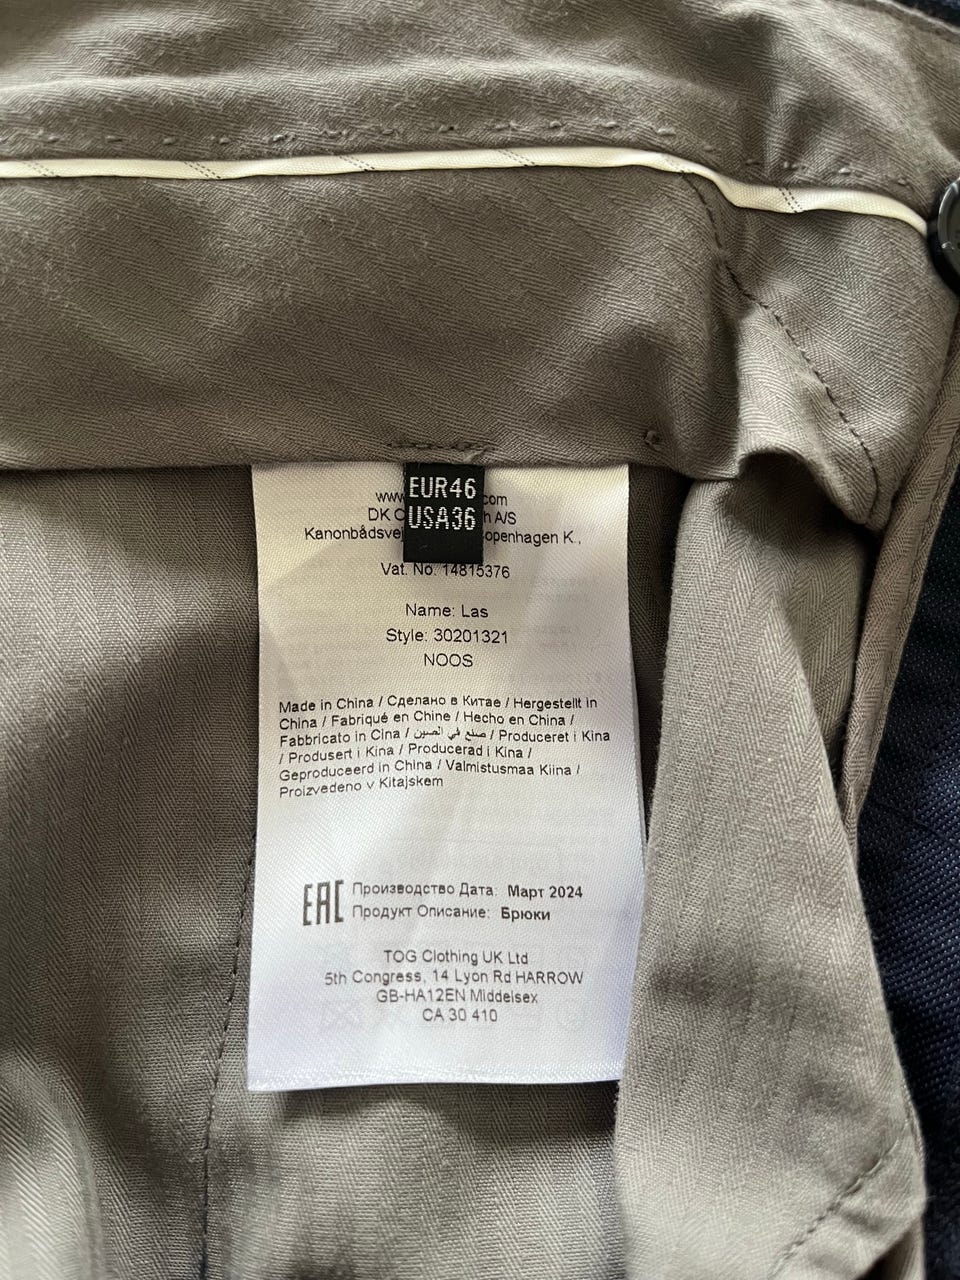 EUR46
USA36
www com
DK C h A/S
Kanonbådsvej openhagen K.,
Vat. No. 14815376
Name: Las
Style: 30201321
NOOS
Made in China / Сделано в Китае / Hergestellt in
China / Fabriqué en Chine / Hecho en China /
Fabbricato in Cina / صنع في الصين / Produceret i Kina
/ Produsert i Kina / Producerad i Kina /
Geproduceerd in China / Valmistusmaa Kiina /
Proizvedeno v Kitajskem
EAC Производство Дата: Март 2024
Продукт Описание: Брюки
TOG Clothing UK Ltd
5th Congress, 14 Lyon Rd HARROW
GB-HA12EN Middelsex
CA 30 410